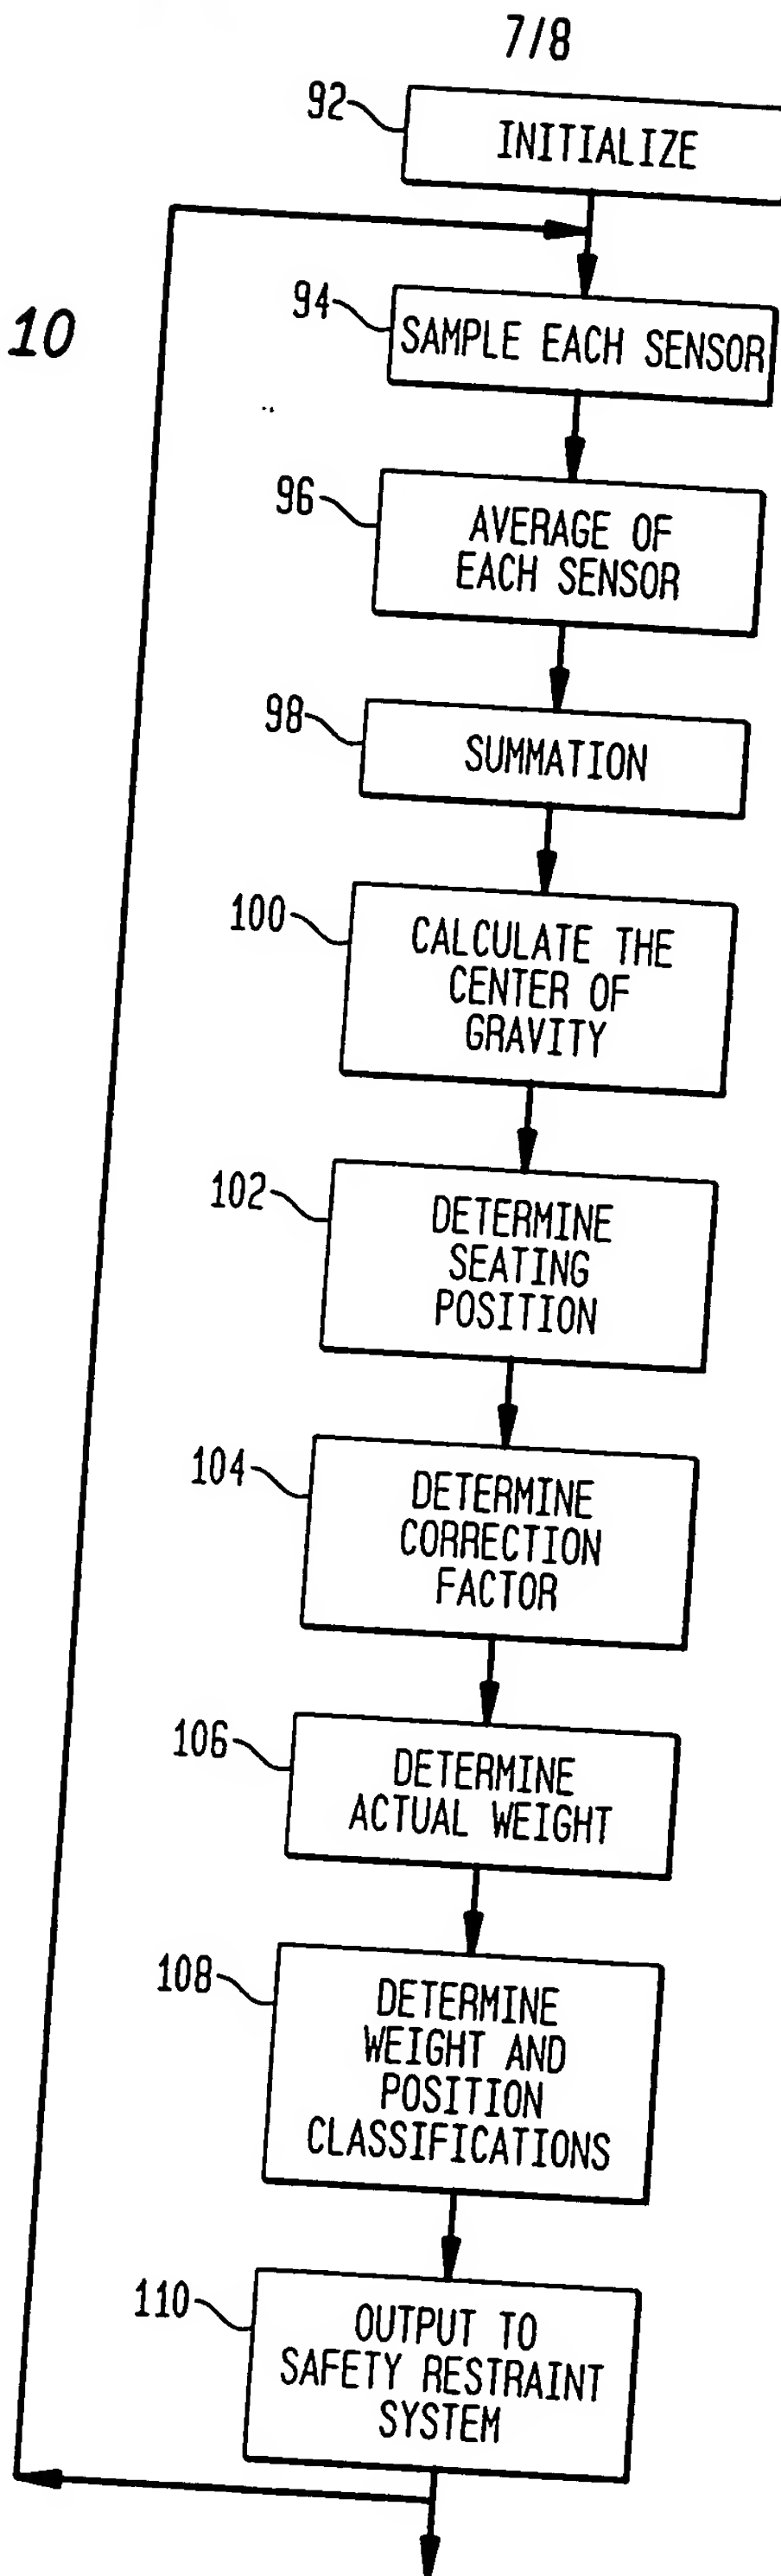 7/8
92
INITIALIZE
10
94
SAMPLE EACH SENSOR
96
AVERAGE OF
EACH SENSOR
98
SUMMATION
100
CALCULATE THE
CENTER OF
GRAVITY
102
DETERMINE
SEATING
POSITION
104
DETERMINE
CORRECTION
FACTOR
106
DETERMINE
ACTUAL WEIGHT
108
DETERMINE
WEIGHT AND
POSITION
CLASSIFICATIONS
110
OUTPUT TO
SAFETY RESTRAINT
SYSTEM